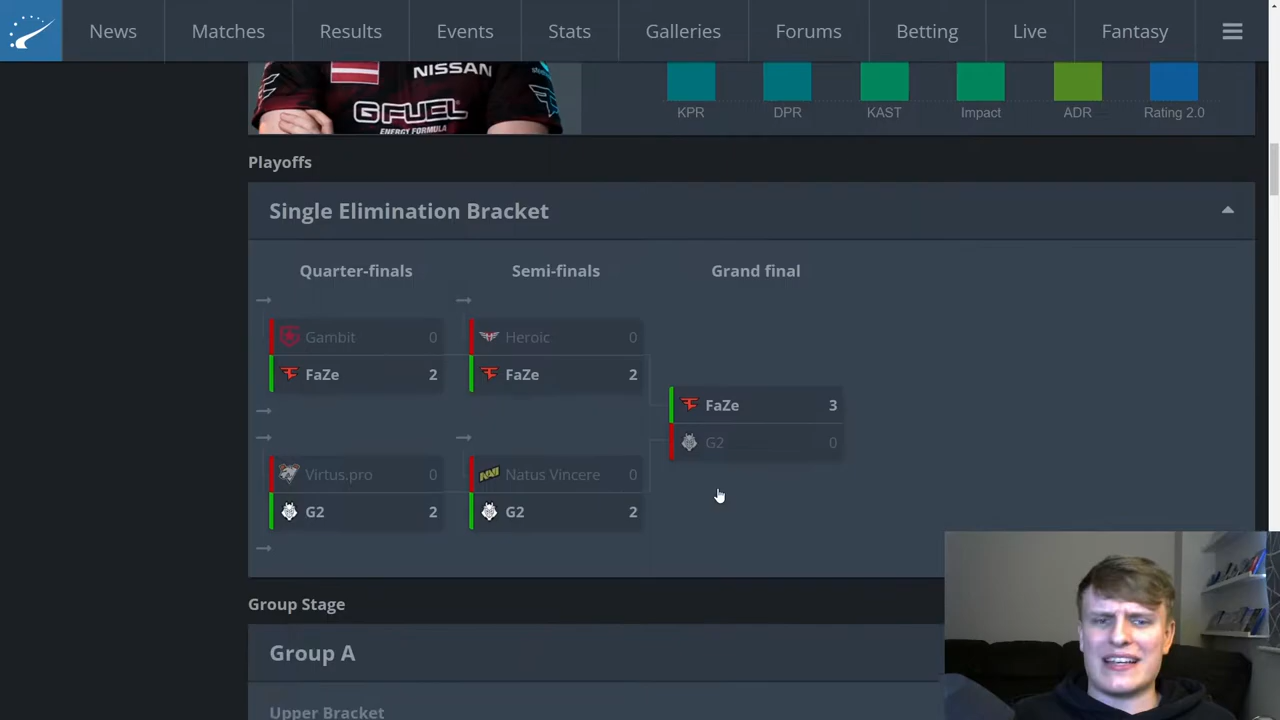 News Matches Results Events Stats Galleries Forums Betting Live Fantasy
NISSAN
GFUEL
ENERGY FORMULA
KPR DPR KAST Impact ADR Rating 2.0
Playoffs
Single Elimination Bracket
Quarter-finals Semi-finals Grand final
Gambit 0 Heroic 0
FaZe 2 FaZe 2
FaZe 3
G2 0
Virtus.pro 0 Natus Vincere 0
G2 2 G2 2
Group Stage
Group A
Upper Bracket